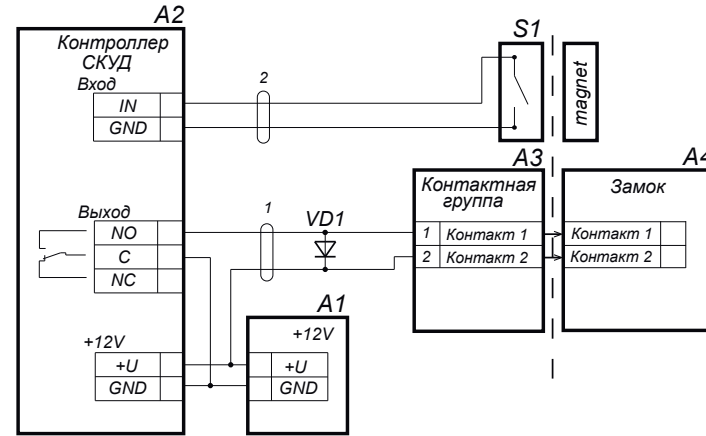 A2
Контроллер
СКУД
Вход
IN
GND
2
S1
magnet
Выход
NO
C
NC
1
VD1
A3
Контактная
группа
1 Контакт 1
2 Контакт 2
A4
Замок
Контакт 1
Контакт 2
+12V
+U
GND
A1
+12V
+U
GND